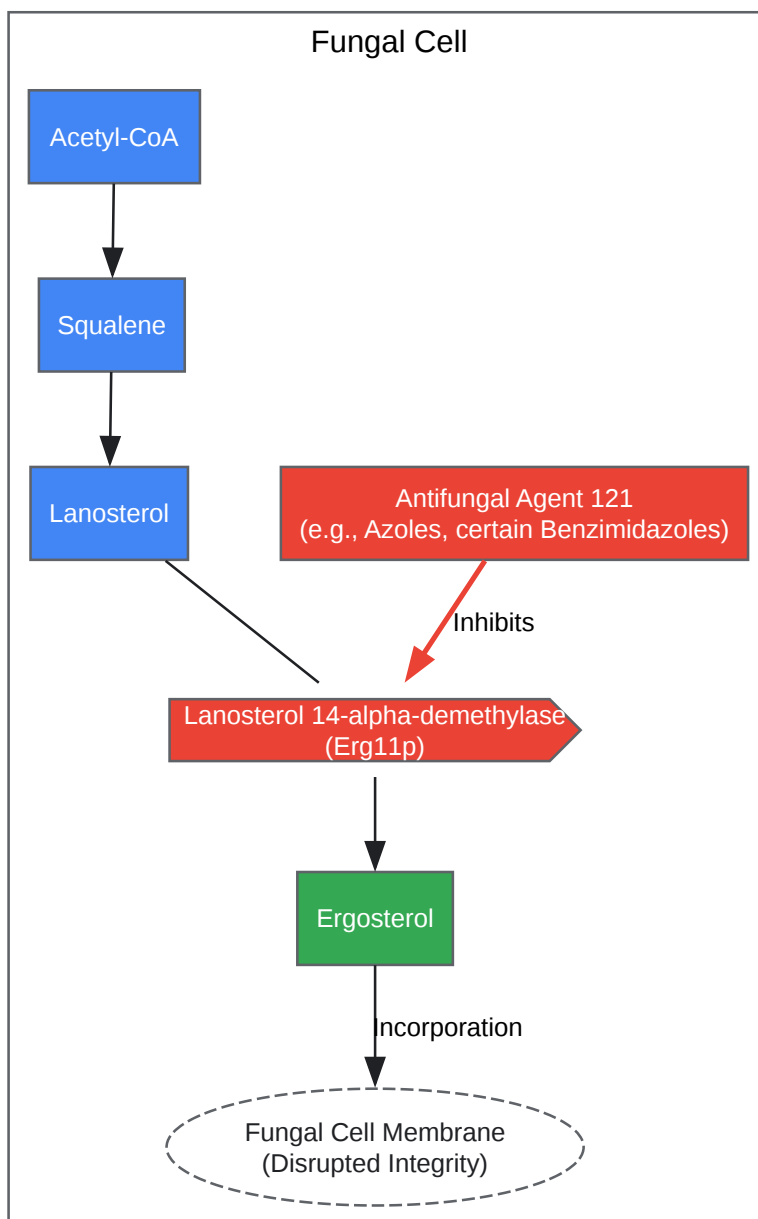 Fungal Cell
Acetyl-CoA
Squalene
Lanosterol
Antifungal Agent 121
(e.g., Azoles, certain Benzimidazoles)
Inhibits
Lanosterol 14-alpha-demethylase
(Erg11p)
Ergosterol
Incorporation
Fungal Cell Membrane
(Disrupted Integrity)